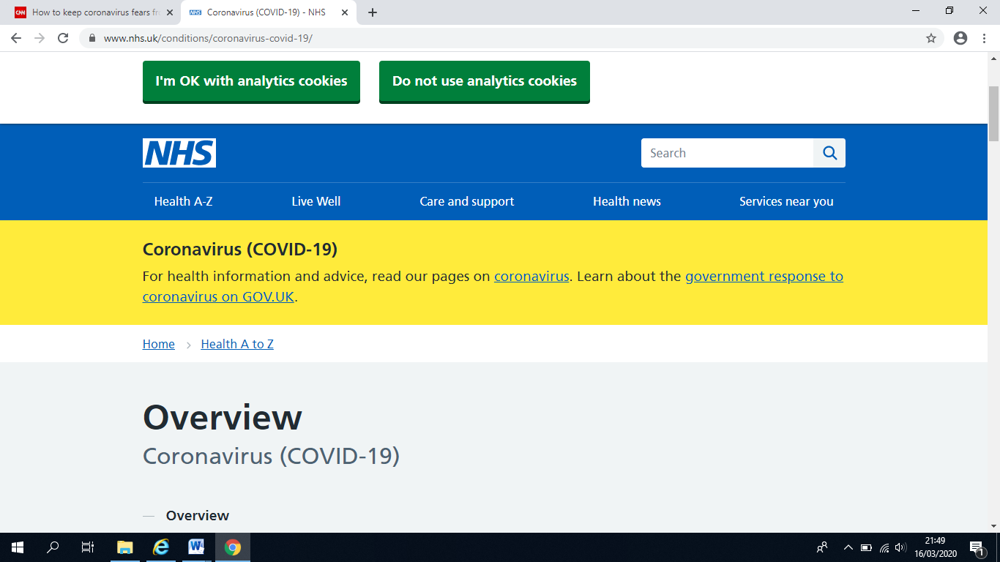 How to keep coronavirus fears fr
Coronavirus (COVID-19) - NHS
www.nhs.uk/conditions/coronavirus-covid-19/
I'm OK with analytics cookies
Do not use analytics cookies
NHS
Search
Health A-Z
Live Well
Care and support
Health news
Services near you
Coronavirus (COVID-19)
For health information and advice, read our pages on coronavirus. Learn about the government response to
coronavirus on GOV.UK.
Home
Health A to Z
Overview
Coronavirus (COVID-19)
— Overview
21:49
16/03/2020
1